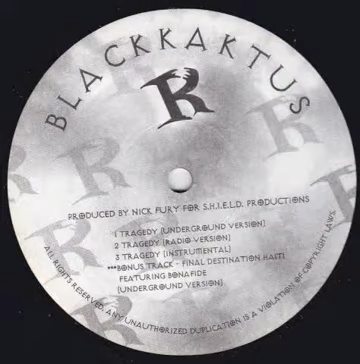 BLACKKAKTUS
R
PRODUCED BY NICK FURY FOR S.H.I.E.L.D. PRODUCTIONS
1 TRAGEDY (UNDERGROUND VERSION)
2 TRAGEDY (RADIO VERSION)
3 TRAGEDY (INSTRUMENTAL)
***BONUS TRACK - FINAL DESTINATION HAITI
FEATURING BONAFIDE
(UNDERGROUND VERSION)
ALL RIGHTS RESERVED. ANY UNAUTHORIZED DUPLICATION IS A VIOLATION OF COPYRIGHT LAWS.